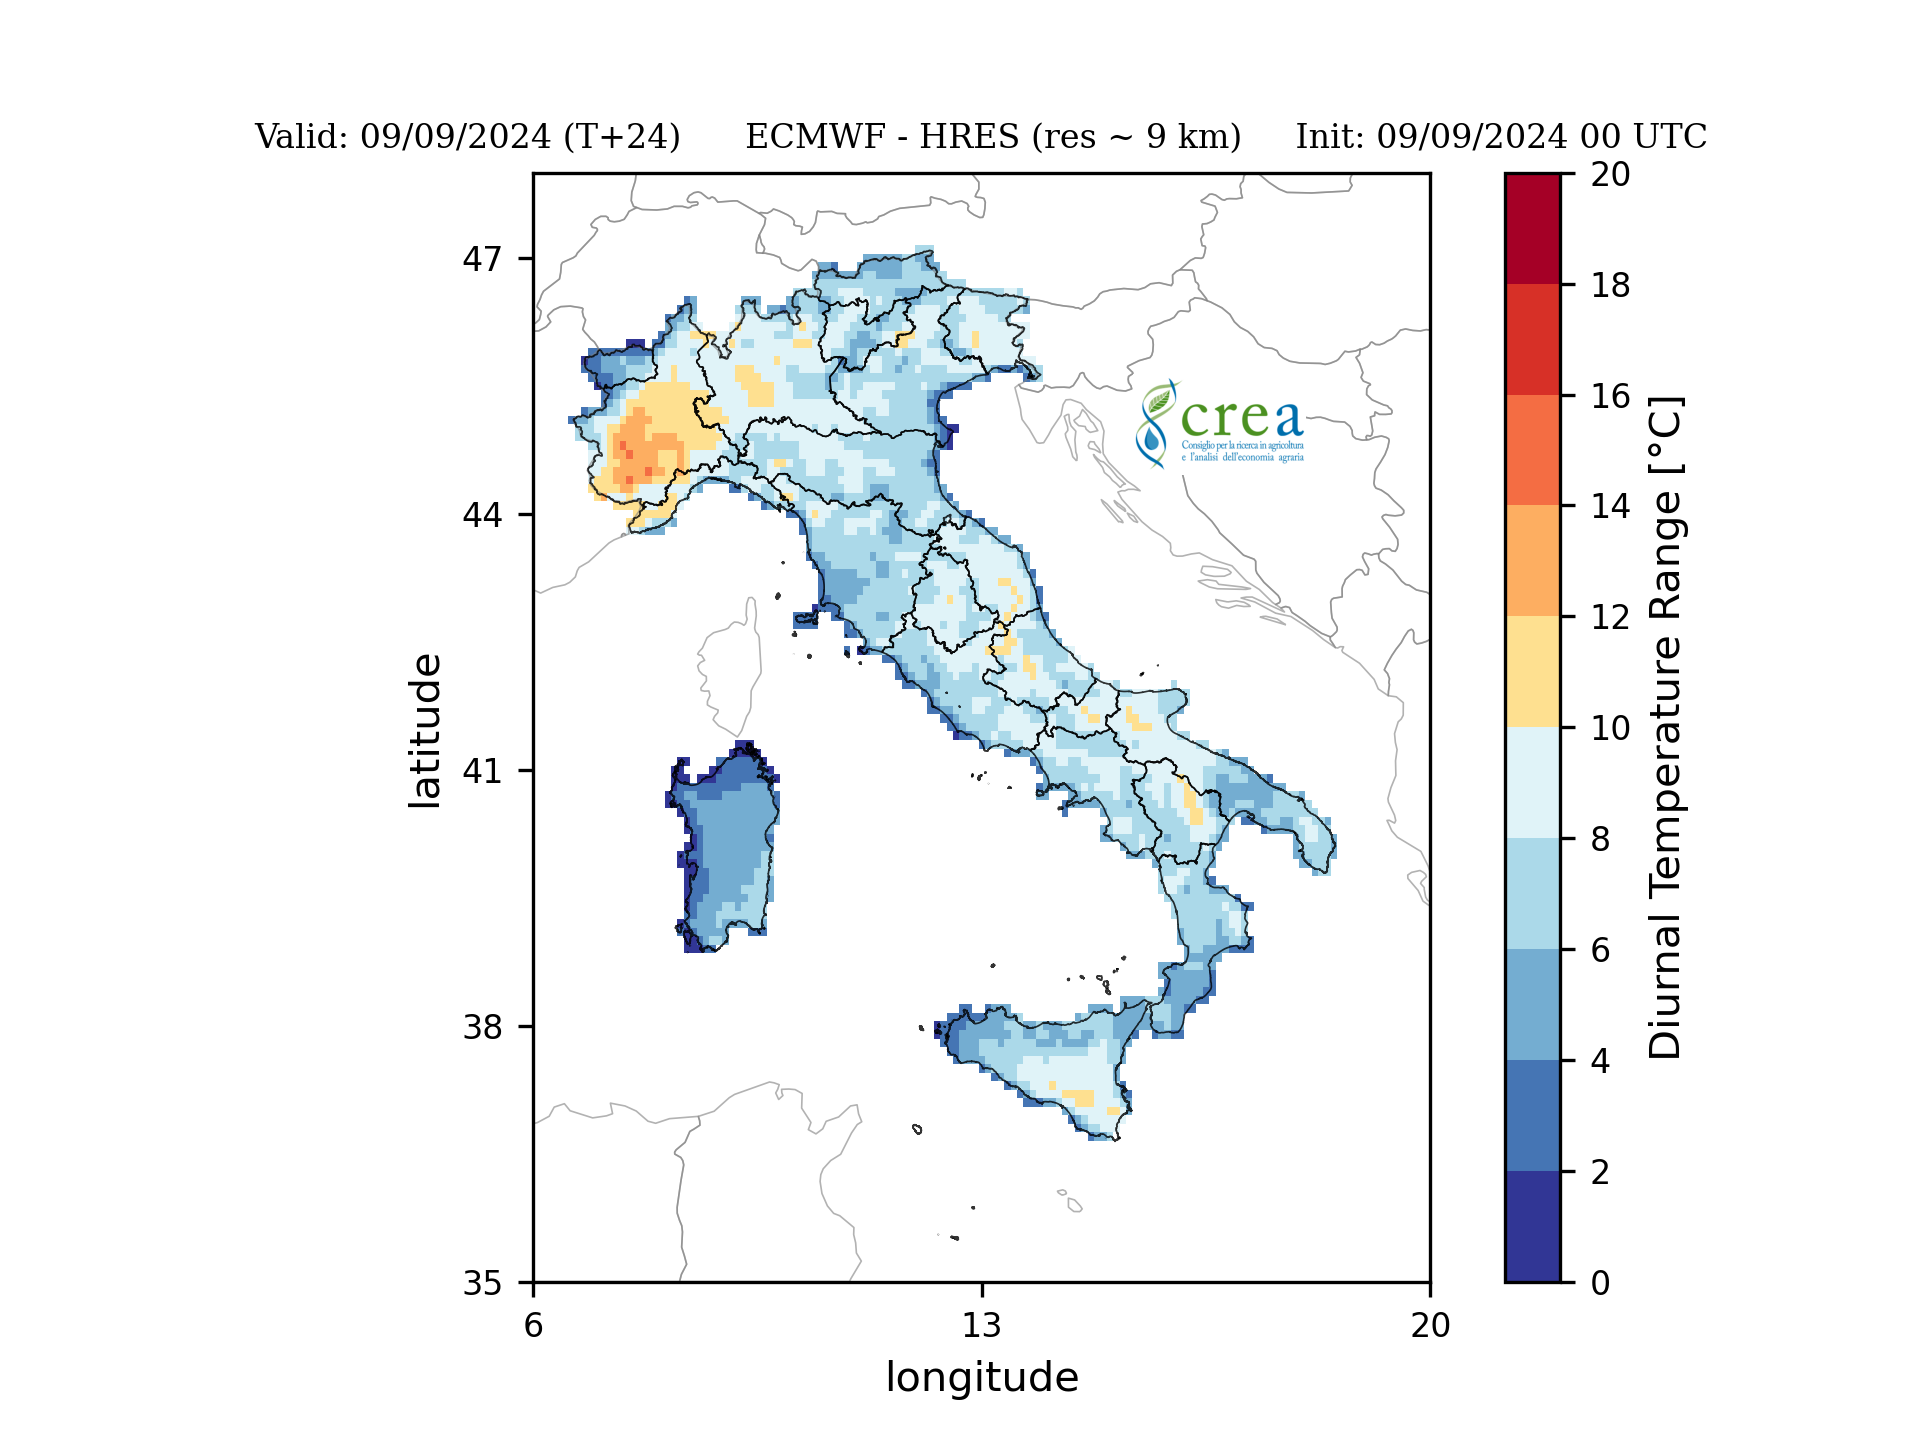 Valid: 09/09/2024 (T+24) ECMWF - HRES (res ~ 9 km) Init: 09/09/2024 00 UTC
47
44
41
38
35
latitude
6 13 20
longitude
crea
Consiglio per la ricerca in agricoltura
e l'analisi dell'economia agraria
20
18
16
14
12
10
8
6
4
2
0
Diurnal Temperature Range [°C]